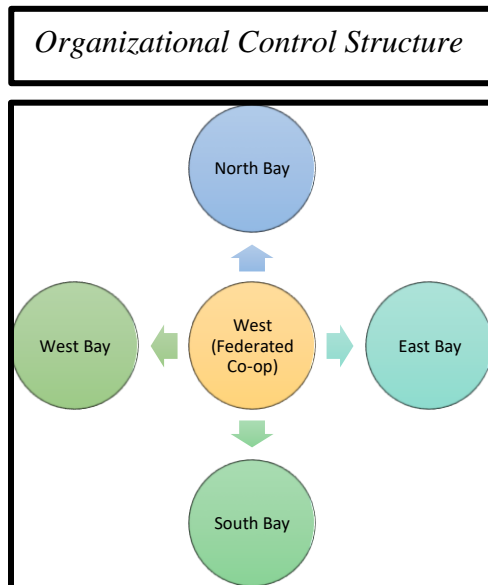 Organizational Control Structure
North Bay
West Bay
West
(Federated
Co-op)
East Bay
South Bay